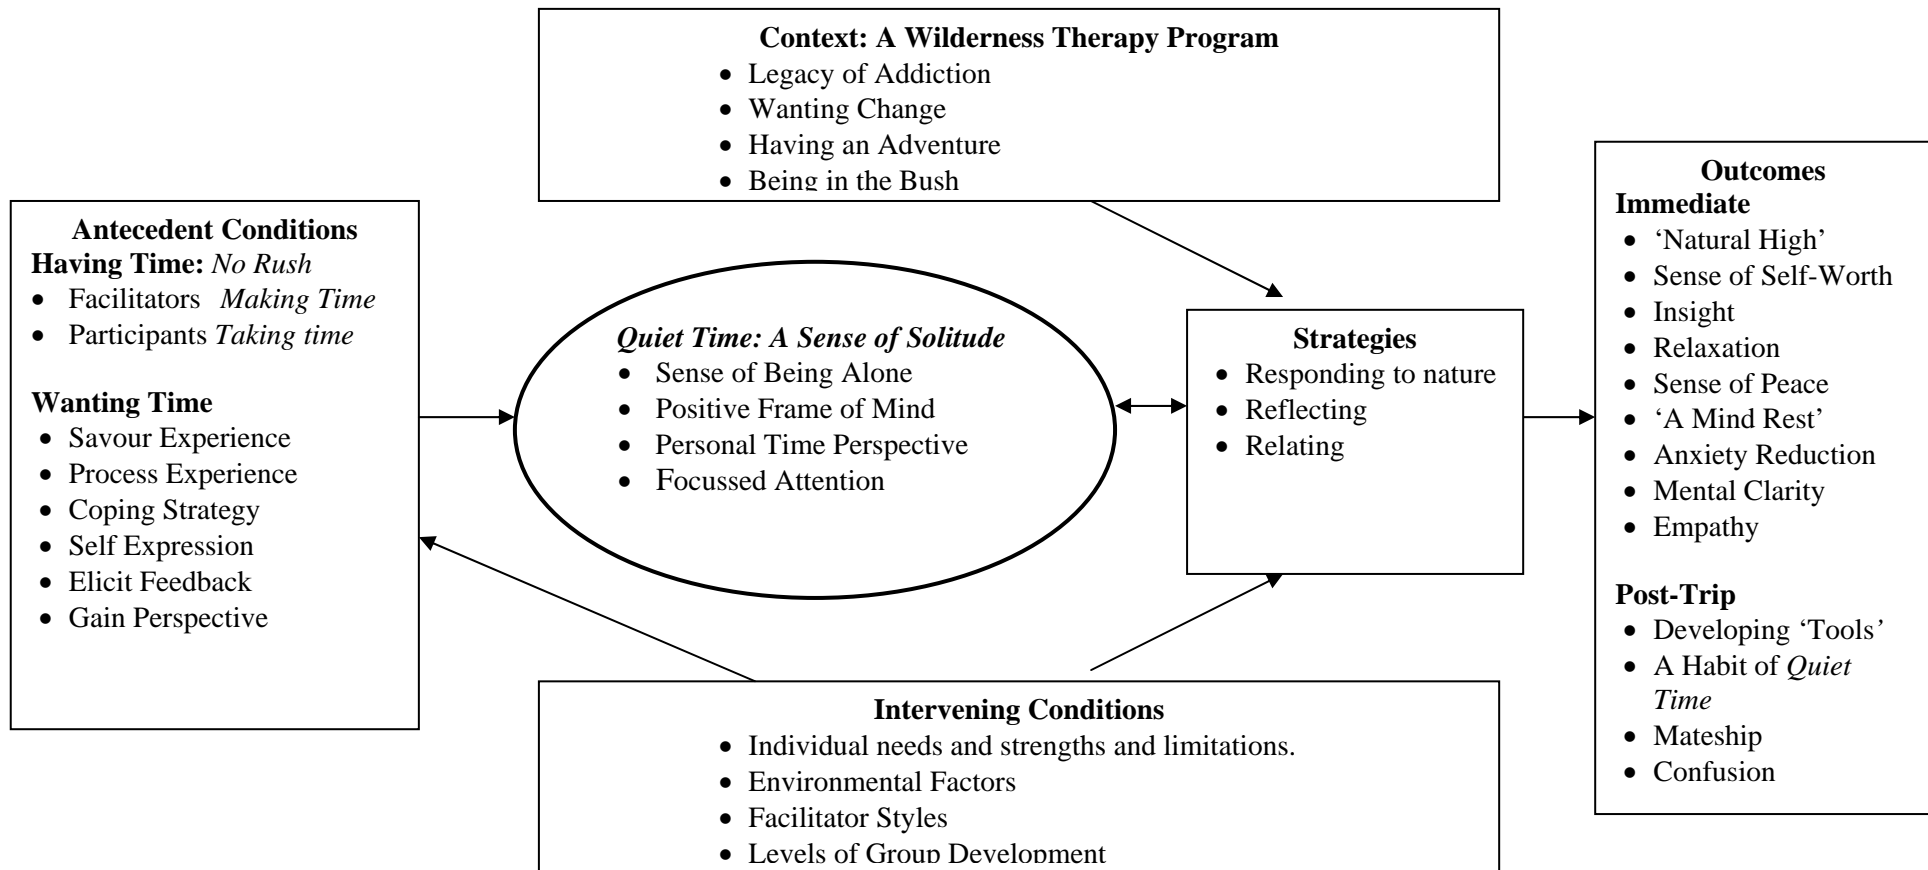 Context: A Wilderness Therapy Program
• Legacy of Addiction
• Wanting Change
• Having an Adventure
• Being in the Bush
Antecedent Conditions
Having Time: No Rush
• Facilitators Making Time
• Participants Taking time
Wanting Time
• Savour Experience
• Process Experience
• Coping Strategy
• Self Expression
• Elicit Feedback
• Gain Perspective
Quiet Time: A Sense of Solitude
• Sense of Being Alone
• Positive Frame of Mind
• Personal Time Perspective
• Focussed Attention
Strategies
• Responding to nature
• Reflecting
• Relating
Outcomes
Immediate
• ‘Natural High’
• Sense of Self-Worth
• Insight
• Relaxation
• Sense of Peace
• ‘A Mind Rest’
• Anxiety Reduction
• Mental Clarity
• Empathy
Post-Trip
• Developing ‘Tools’
• A Habit of Quiet
Time
• Mateship
• Confusion
Intervening Conditions
• Individual needs and strengths and limitations.
• Environmental Factors
• Facilitator Styles
• Levels of Group Development